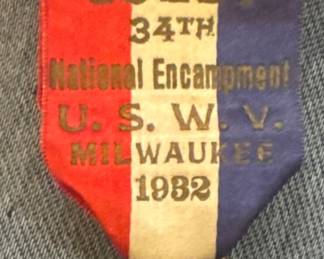 34TH
National Encampment
U. S. W. V.
MILWAUKEE
1932